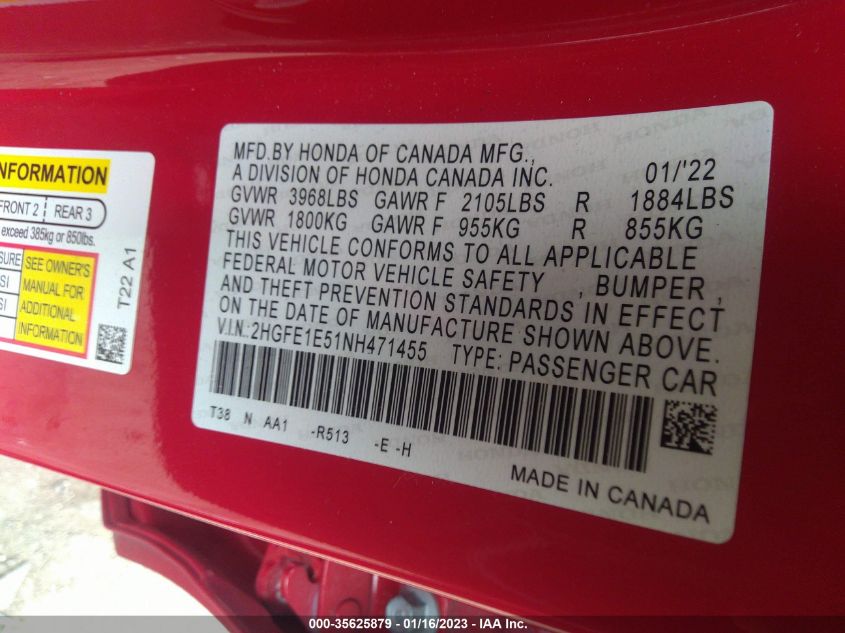 INFORMATION
FRONT 2 REAR 3
exceed 385kg or 850lbs.
SURE
SI
SI
SEE OWNER'S
MANUAL FOR
ADDITIONAL
INFORMATION
T22 A1
MFD.BY HONDA OF CANADA MFG.,
A DIVISION OF HONDA CANADA INC. 01/'22
GVWR 3968LBS GAWR F 2105LBS R 1884LBS
GVWR 1800KG GAWR F 955KG R 855KG
THIS VEHICLE CONFORMS TO ALL APPLICABLE
FEDERAL MOTOR VEHICLE SAFETY , BUMPER ,
AND THEFT PREVENTION STANDARDS IN EFFECT
ON THE DATE OF MANUFACTURE SHOWN ABOVE.
V.I.N.:2HGFE1E51NH471455 TYPE: PASSENGER CAR
T38 N AA1 -R513 -E -H
MADE IN CANADA
000-35625879 - 01/16/2023 - IAA Inc.